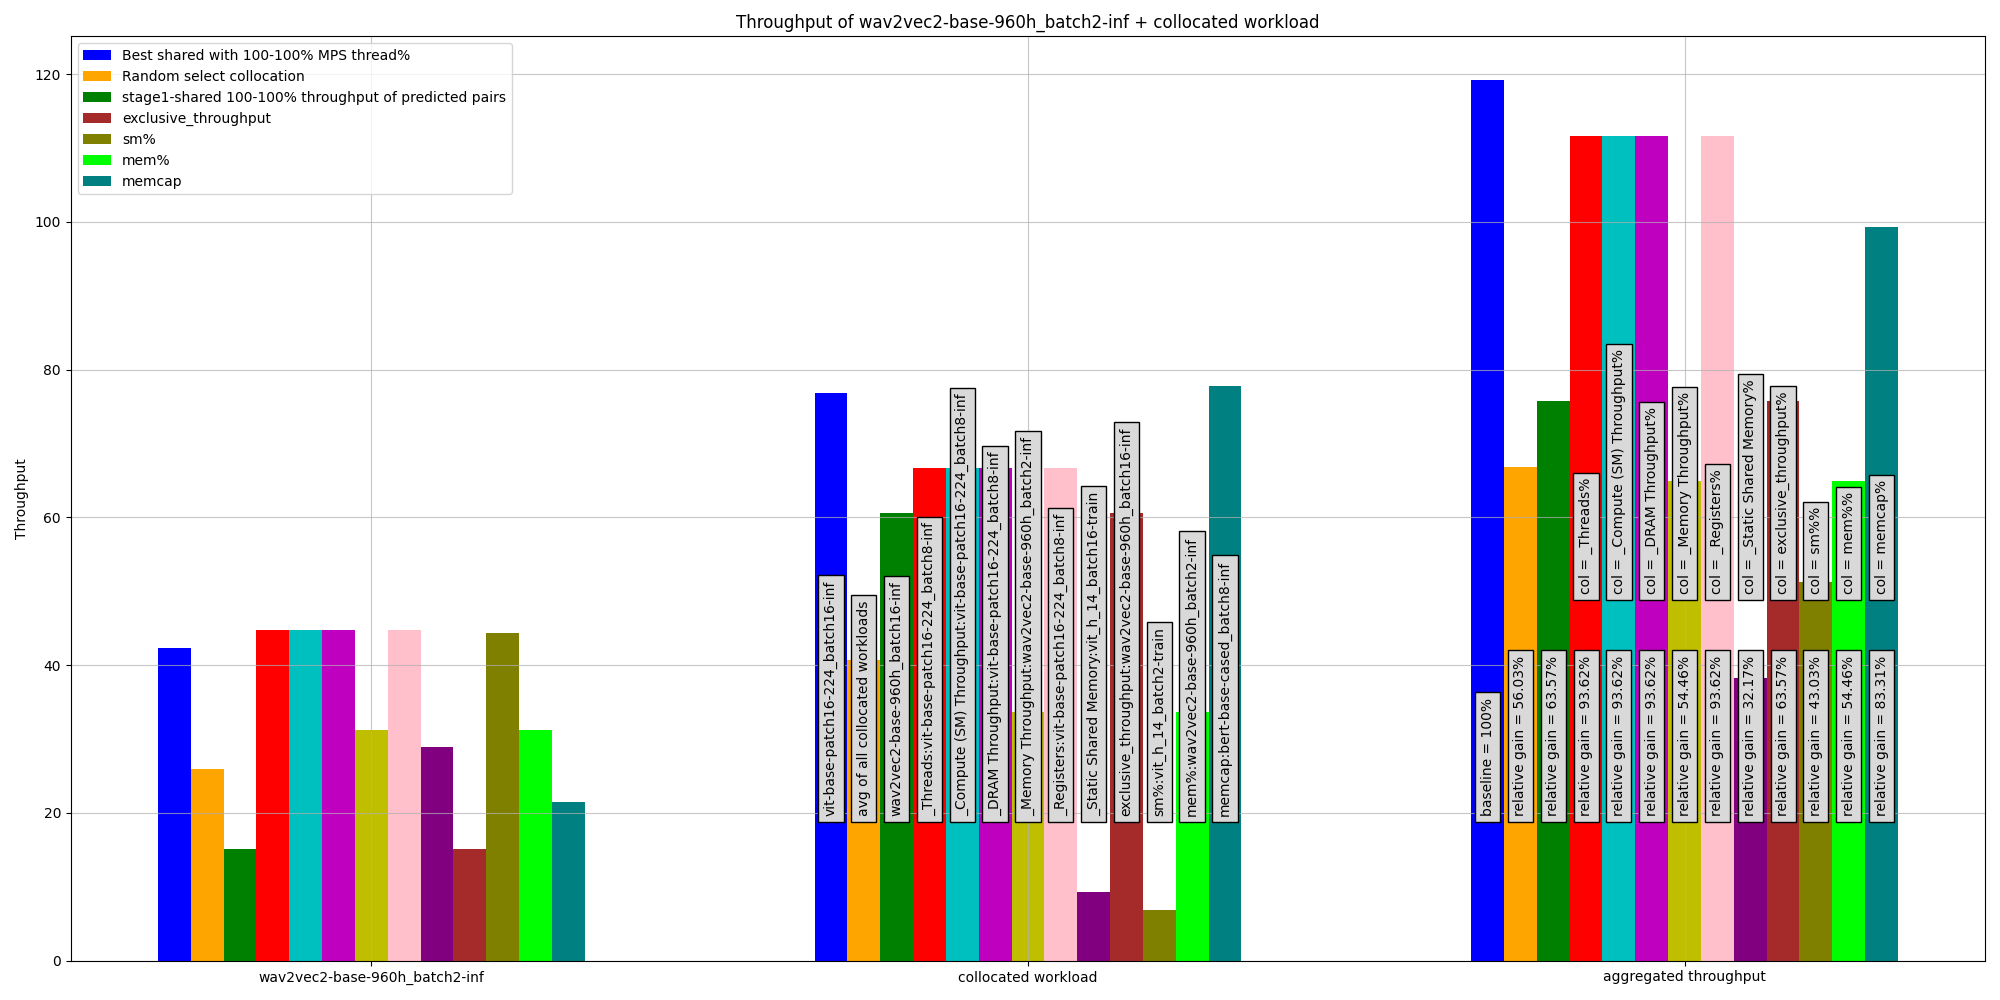 Throughput of wav2vec2-base-960h_batch2-inf + collocated workload
Best shared with 100-100% MPS thread%
Random select collocation
stage1-shared 100-100% throughput of predicted pairs
exclusive_throughput
sm%
mem%
memcap
Throughput
120
100
80
60
40
20
0
vit-base-patch16-224_batch16-inf
avg of all collocated workloads
wav2vec2-base-960h_batch16-inf
_Threads:vit-base-patch16-224_batch8-inf
_Compute (SM) Throughput:vit-base-patch16-224_batch8-inf
_DRAM Throughput:vit-base-patch16-224_batch8-inf
_Memory Throughput:wav2vec2-base-960h_batch2-inf
_Registers:vit-base-patch16-224_batch8-inf
_Static Shared Memory:vit_h_14_batch16-train
exclusive_throughput:wav2vec2-base-960h_batch16-inf
sm%:vit_h_14_batch2-train
mem%:wav2vec2-base-960h_batch2-inf
memcap:bert-base-cased_batch8-inf
col = _Threads%
col = _Compute (SM) Throughput%
col = _DRAM Throughput%
col = _Memory Throughput%
col = _Registers%
col = _Static Shared Memory%
col = exclusive_throughput%
col = sm%%
col = mem%%
col = memcap%
baseline = 100%
relative gain = 56.03%
relative gain = 63.57%
relative gain = 93.62%
relative gain = 93.62%
relative gain = 93.62%
relative gain = 54.46%
relative gain = 93.62%
relative gain = 32.17%
relative gain = 63.57%
relative gain = 43.03%
relative gain = 54.46%
relative gain = 83.31%
wav2vec2-base-960h_batch2-inf
collocated workload
aggregated throughput